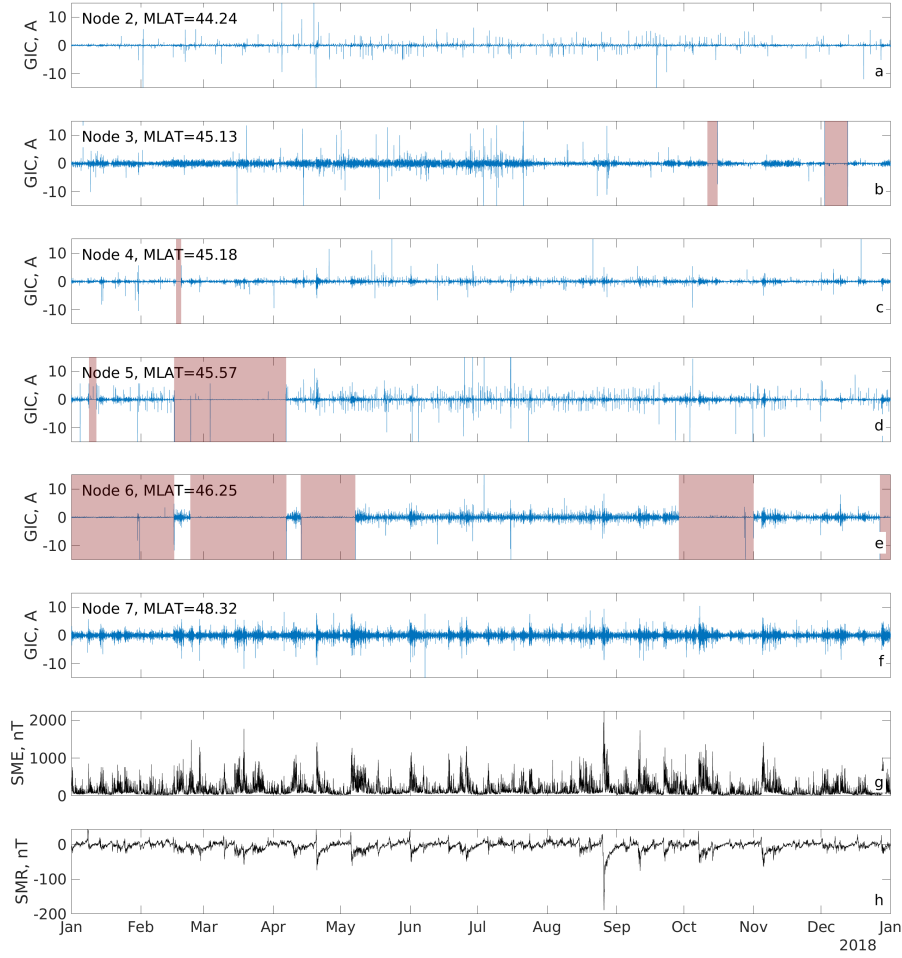 Node 2, MLAT=44.24
GIC, A
10
0
-10
a
Node 3, MLAT=45.13
GIC, A
10
0
-10
b
Node 4, MLAT=45.18
GIC, A
10
0
-10
c
Node 5, MLAT=45.57
GIC, A
10
0
-10
d
Node 6, MLAT=46.25
GIC, A
10
0
-10
e
Node 7, MLAT=48.32
GIC, A
10
0
-10
f
SME, nT
2000
1000
0
g
SMR, nT
0
-100
-200
h
Jan Feb Mar Apr May Jun Jul Aug Sep Oct Nov Dec Jan
2018